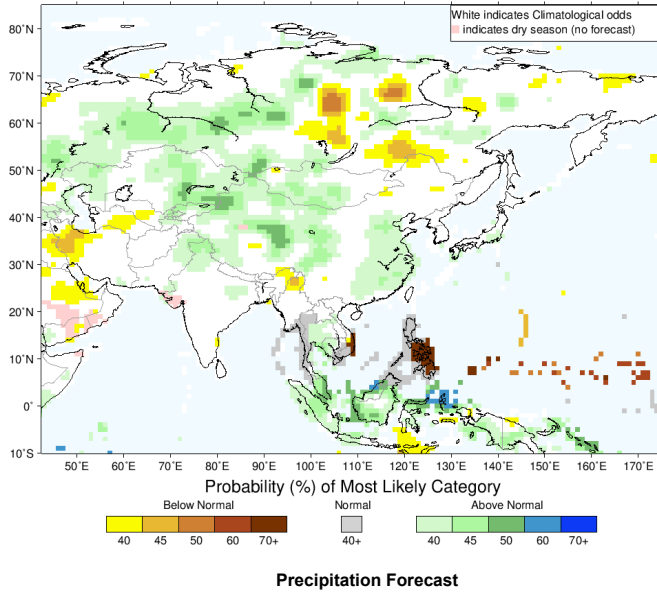 White indicates Climatological odds
indicates dry season (no forecast)
80˚N
70˚N
60˚N
50˚N
40˚N
30˚N
20˚N
10˚N
0˚
10˚S
50˚E 60˚E 70˚E 80˚E 90˚E 100˚E 110˚E 120˚E 130˚E 140˚E 150˚E 160˚E 170˚E
Probability (%) of Most Likely Category
Below Normal Normal Above Normal
40 45 50 60 70+ 40+ 40 45 50 60 70+
Precipitation Forecast